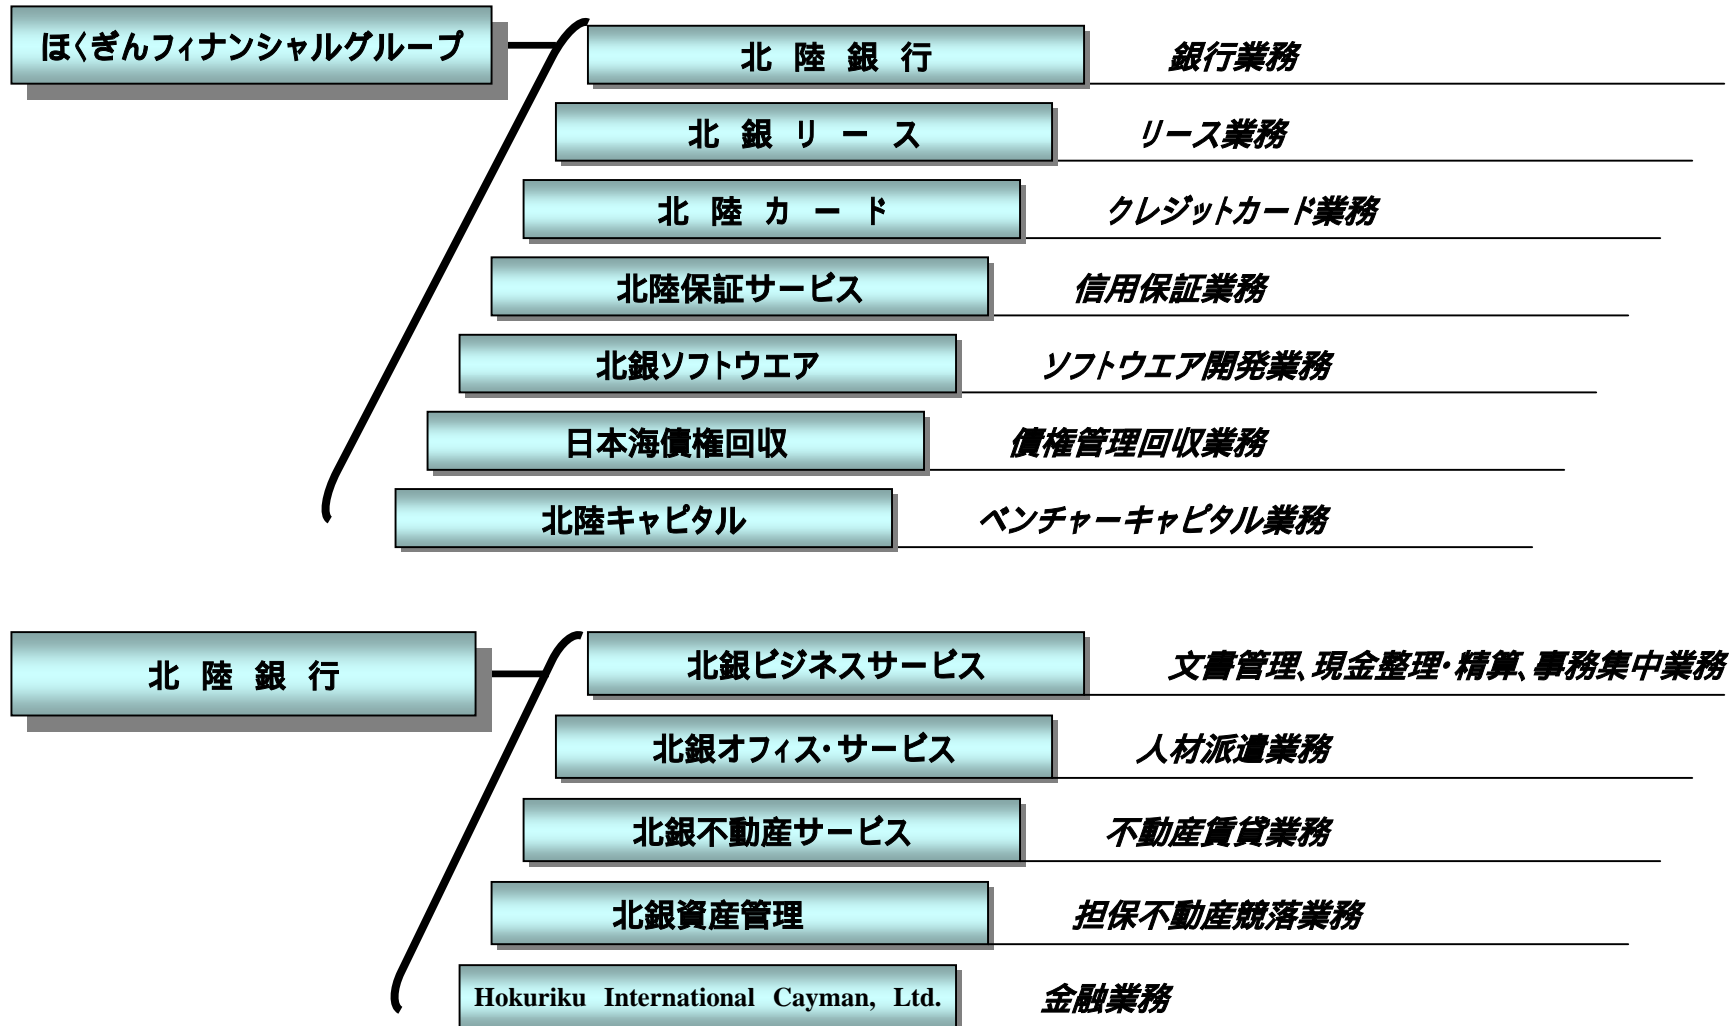 ほくぎんフィナンシャルグループ
北陸銀行 銀行業務
北銀リース リース業務
北陸カード クレジットカード業務
北陸保証サービス 信用保証業務
北銀ソフトウエア ソフトウエア開発業務
日本海債権回収 債権管理回収業務
北陸キャピタル ベンチャーキャピタル業務
北陸銀行
北銀ビジネスサービス 文書管理、現金整理・精算、事務集中業務
北銀オフィス・サービス 人材派遣業務
北銀不動産サービス 不動産賃貸業務
北銀資産管理 担保不動産競落業務
Hokuriku International Cayman, Ltd. 金融業務